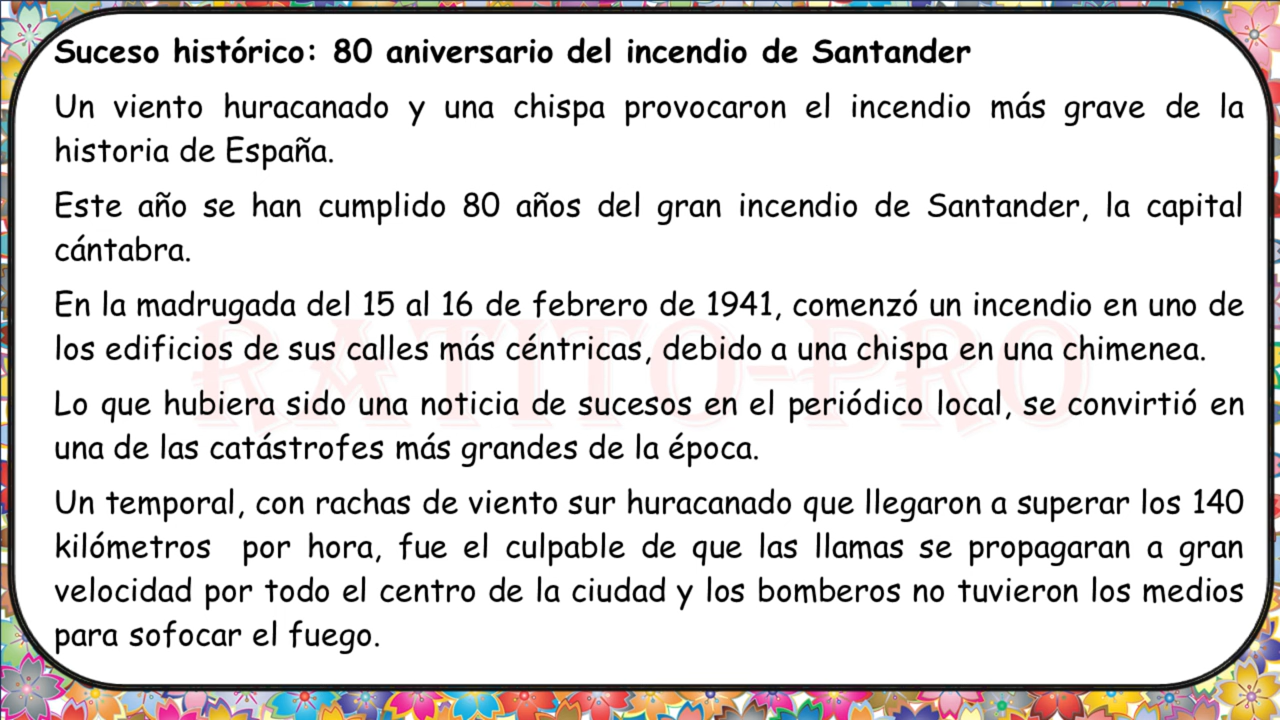 Suceso histórico: 80 aniversario del incendio de Santander
Un viento huracanado y una chispa provocaron el incendio más grave de la
historia de España.
Este año se han cumplido 80 años del gran incendio de Santander, la capital
cántabra.
En la madrugada del 15 al 16 de febrero de 1941, comenzó un incendio en uno de
los edificios de sus calles más céntricas, debido a una chispa en una chimenea.
RATITO-PRO
Lo que hubiera sido una noticia de sucesos en el periódico local, se convirtió en
una de las catástrofes más grandes de la época.
Un temporal, con rachas de viento sur huracanado que llegaron a superar los 140
kilómetros por hora, fue el culpable de que las llamas se propagaran a gran
velocidad por todo el centro de la ciudad y los bomberos no tuvieron los medios
para sofocar el fuego.